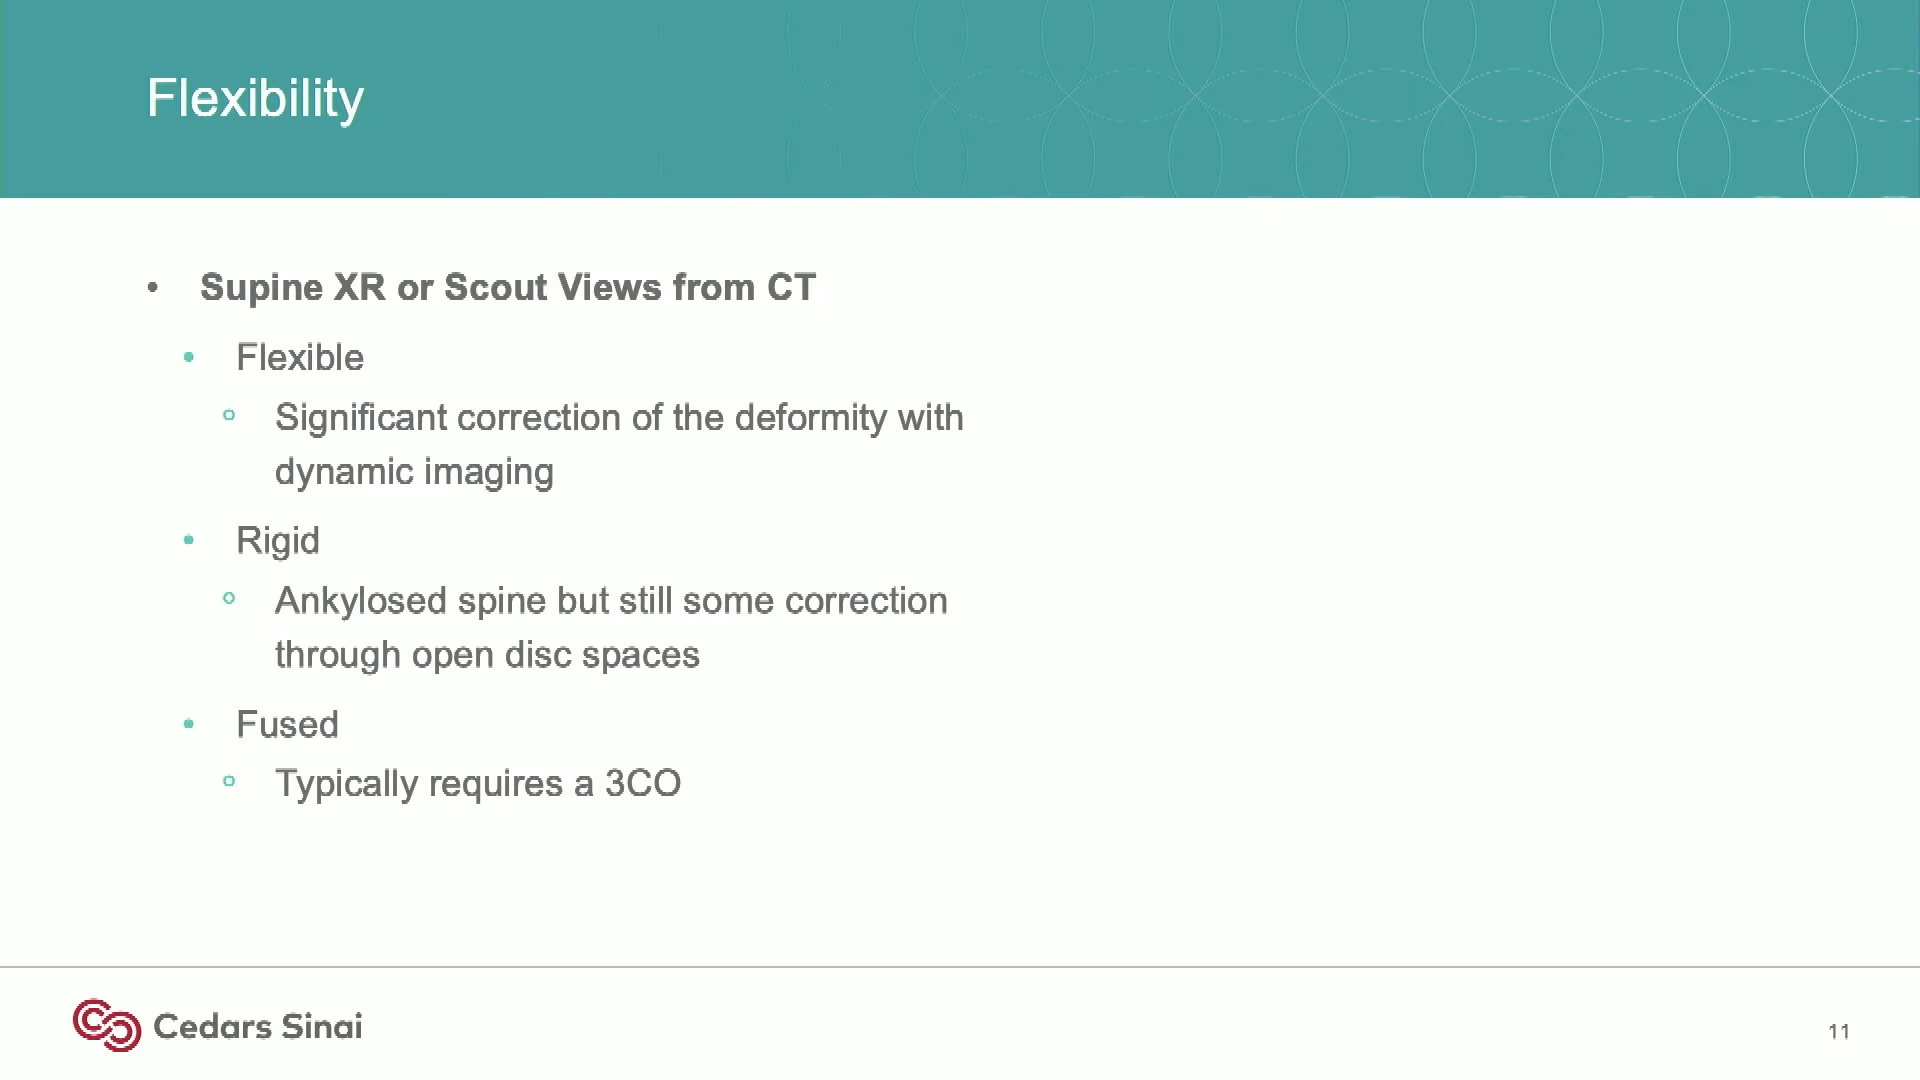 Flexibility
• Supine XR or Scout Views from CT
• Flexible
Significant correction of the deformity with
dynamic imaging
• Rigid
Ankylosed spine but still some correction
through open disc spaces
• Fused
Typically requires a 3CO
Cedars Sinai
11